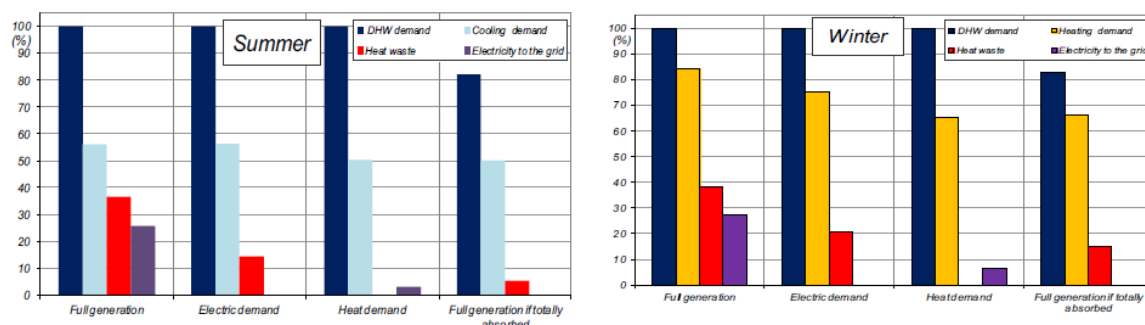 100
(%)
90
80
70
60
50
40
30
20
10
0
Summer
DHW demand
Cooling demand
Heat waste
Electricity to the grid
Full generation
Electric demand
Heat demand
Full generation if totally
absorbed
100
(%)
90
80
70
60
50
40
30
20
10
0
Winter
DHW demand
Heating demand
Heat waste
Electricity to the grid
Full generation
Electric demand
Heat demand
Full generation if totally
absorbed